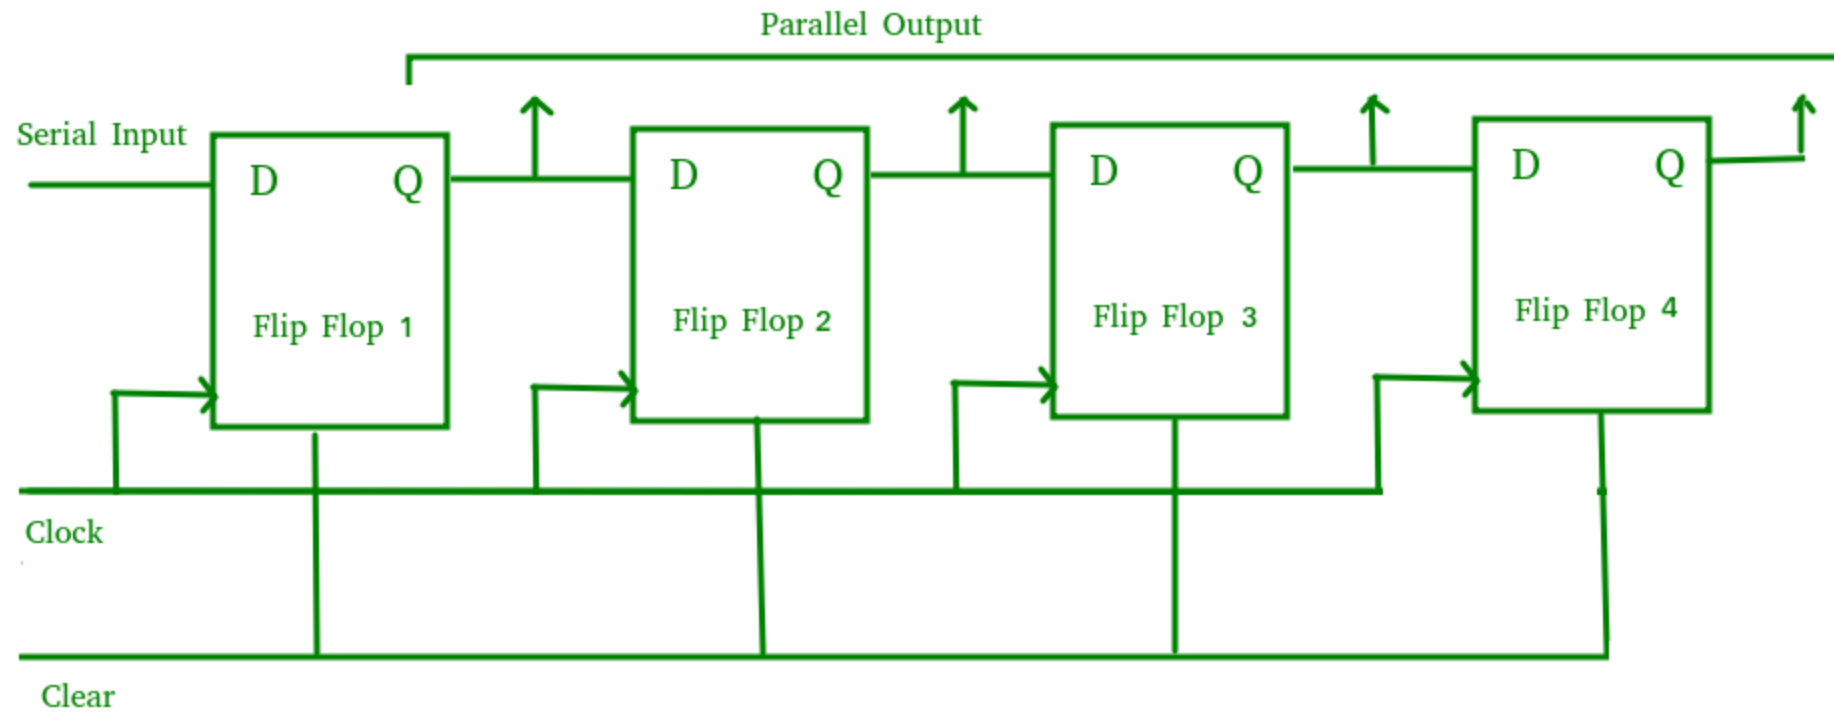 Parallel Output
Serial Input
D Q
D Q
D Q
D Q
Flip Flop 1
Flip Flop 2
Flip Flop 3
Flip Flop 4
Clock
Clear